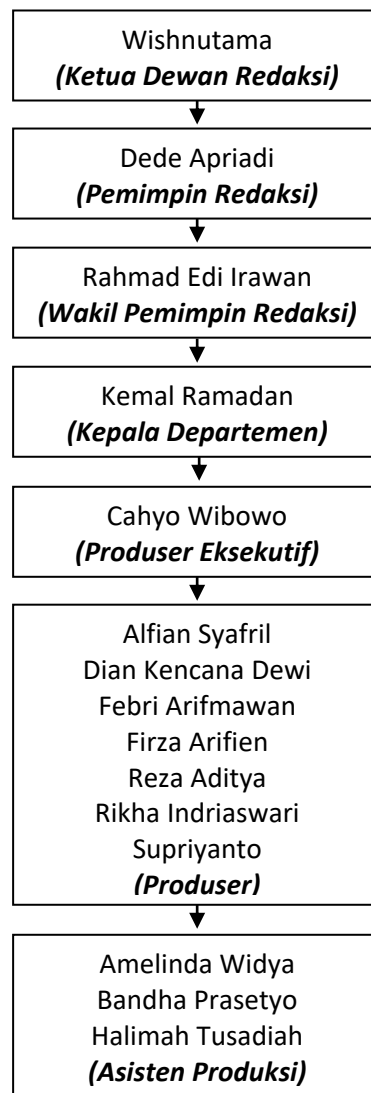 Wishnutama
(Ketua Dewan Redaksi)
Dede Apriadi
(Pemimpin Redaksi)
Rahmad Edi Irawan
(Wakil Pemimpin Redaksi)
Kemal Ramadan
(Kepala Departemen)
Cahyo Wibowo
(Produser Eksekutif)
Alfian Syafril
Dian Kencana Dewi
Febri Arifmawan
Firza Arifien
Reza Aditya
Rikha Indriaswari
Supriyanto
(Produser)
Amelinda Widya
Bandha Prasetyo
Halimah Tusadiah
(Asisten Produksi)